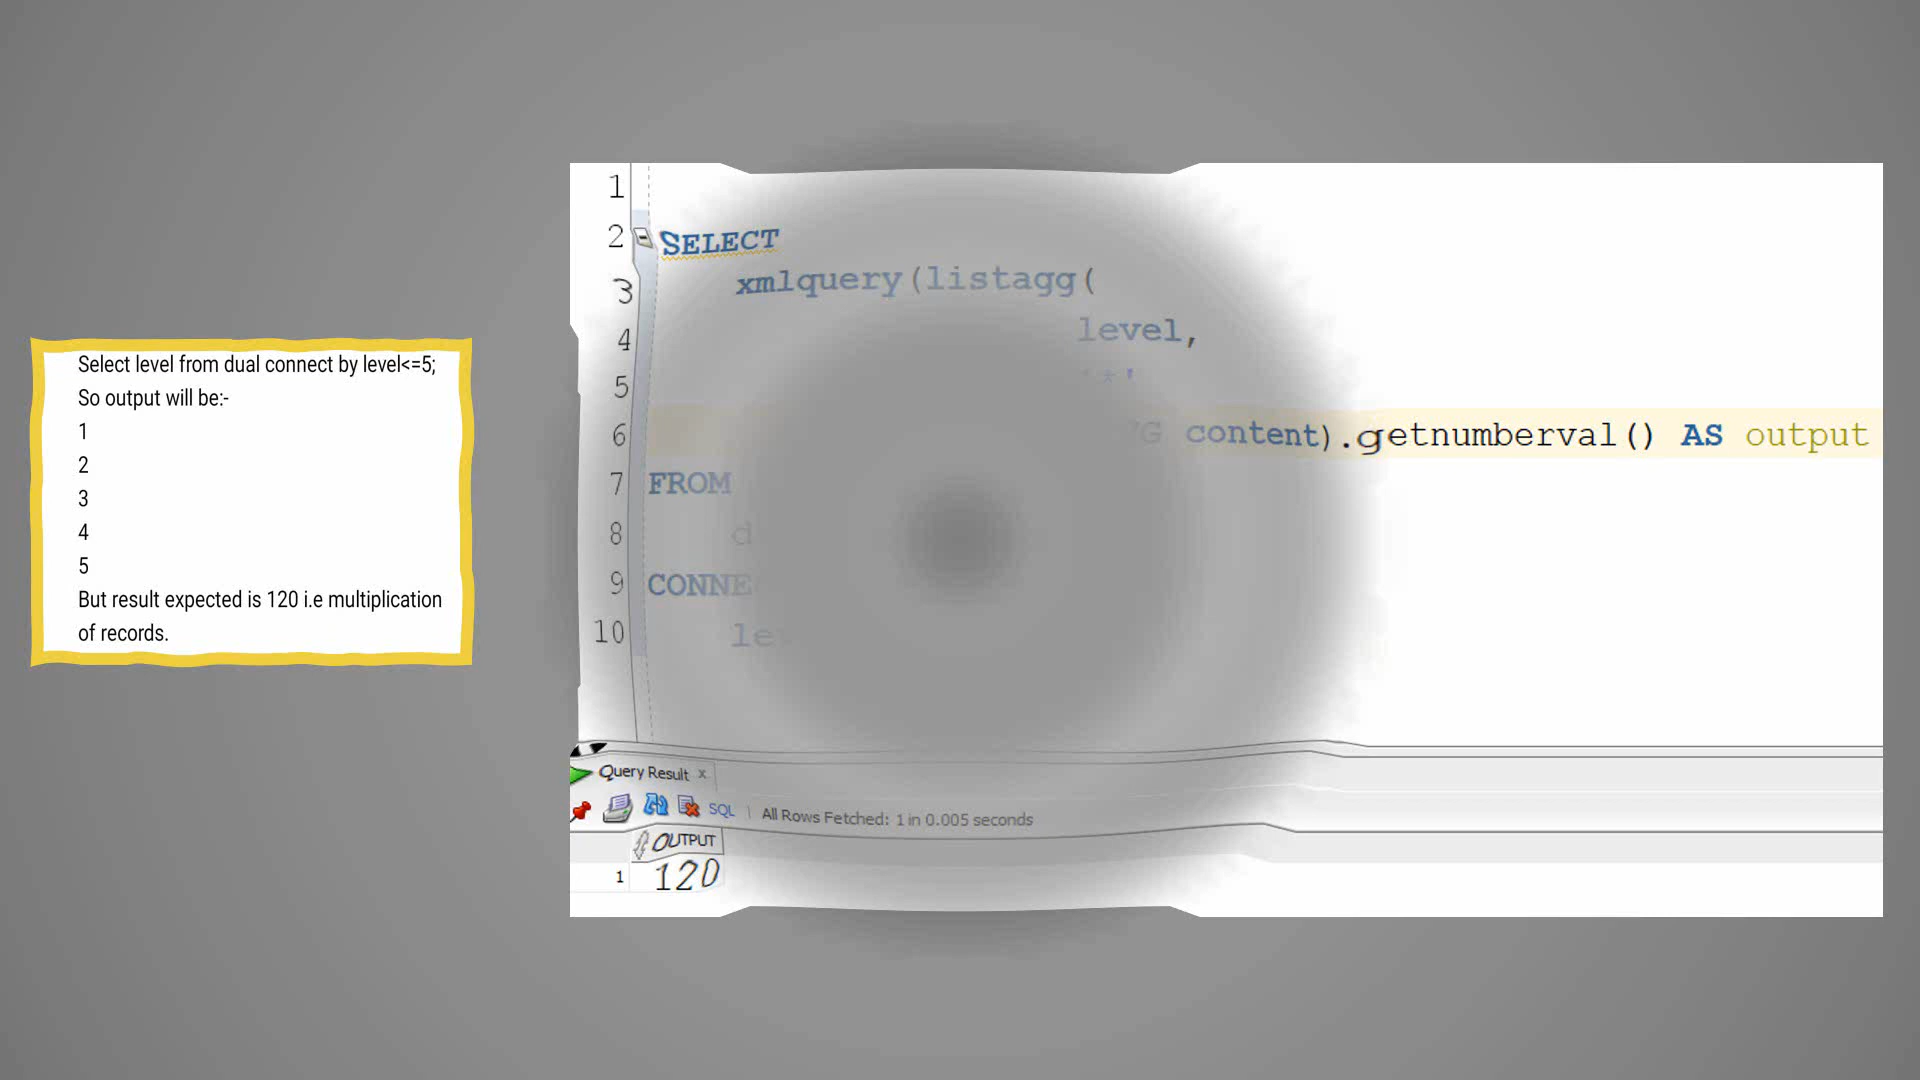 Select level from dual connect by level<=5;
So output will be:-
1
2
3
4
5
But result expected is 120 i.e multiplication
of records.
1
2 SELECT
3 xmlquery(listagg(
4 level,
5
6 content).getnumberval() AS output
7 FROM
8
9
10
Query Result x
SQL | All Rows Fetched: 1 in 0.005 seconds
OUTPUT
1 120